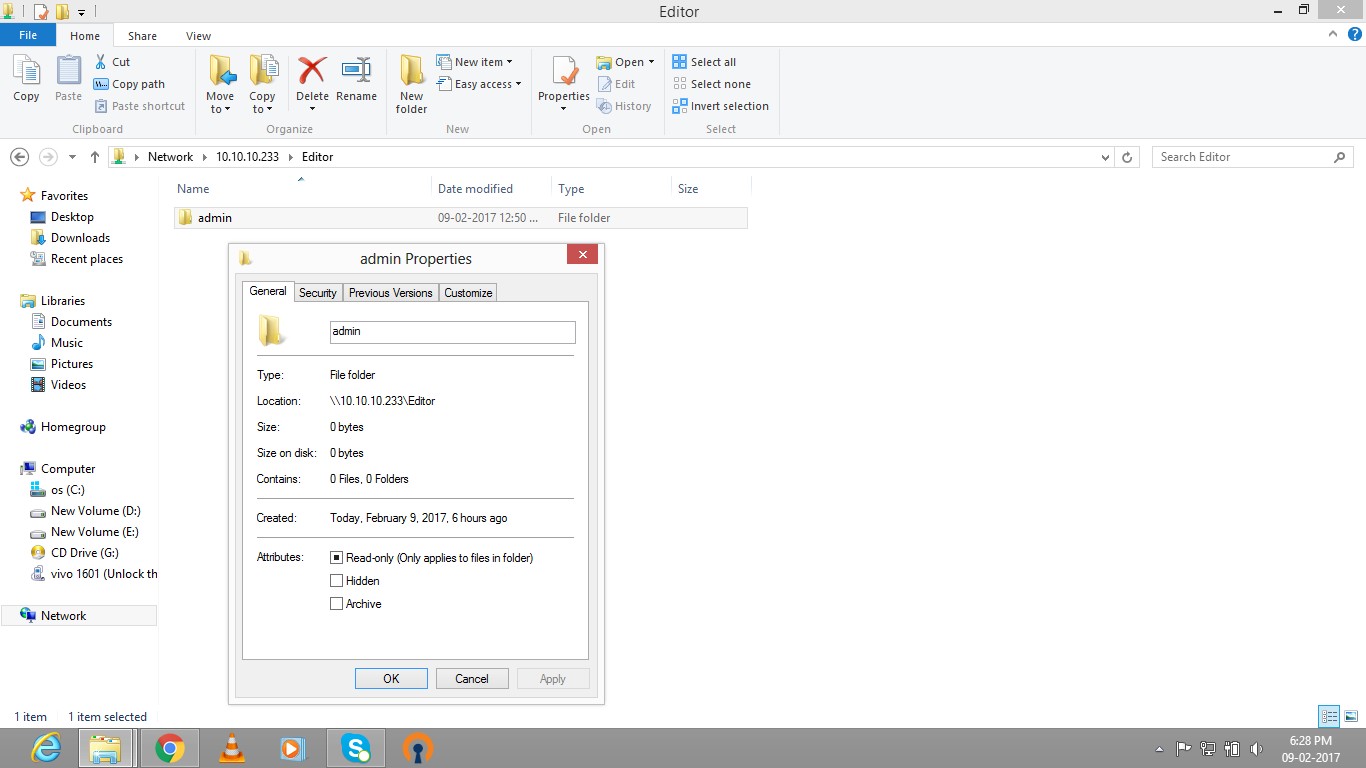 Editor
File Home Share View
Copy
Paste
Cut
Copy path
Paste shortcut
Clipboard
Move to
Copy to
Delete
Rename
Organize
New folder
New item
Easy access
New
Properties
Open
Edit
History
Open
Select all
Select none
Invert selection
Select
Network 10.10.10.233 Editor
Search Editor
Favorites
Desktop
Downloads
Recent places
Libraries
Documents
Music
Pictures
Videos
Homegroup
Computer
os (C:)
New Volume (D:)
New Volume (E:)
CD Drive (G:)
vivo 1601 (Unlock th
Network
Name Date modified Type Size
admin 09-02-2017 12:50 ... File folder
admin Properties
General Security Previous Versions Customize
admin
Type: File folder
Location: \\10.10.10.233\Editor
Size: 0 bytes
Size on disk: 0 bytes
Contains: 0 Files, 0 Folders
Created: Today, February 9, 2017, 6 hours ago
Attributes: Read-only (Only applies to files in folder)
Hidden
Archive
OK Cancel Apply
1 item 1 item selected
6:28 PM
09-02-2017